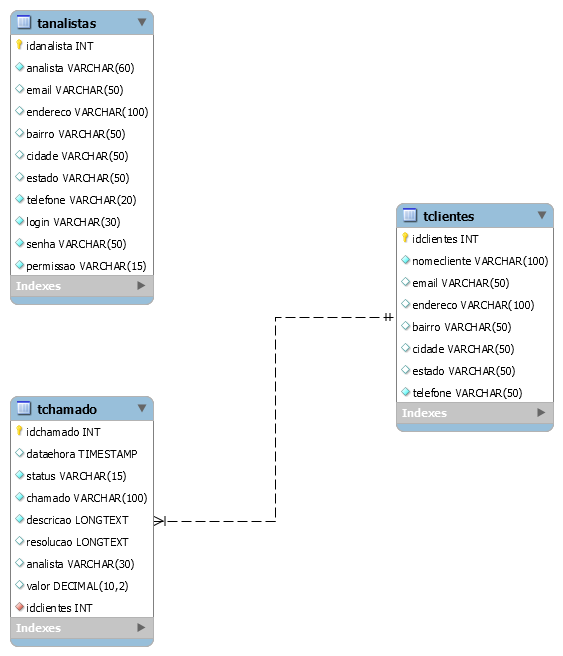 tanalistas
idanalista INT
analista VARCHAR(60)
email VARCHAR(50)
endereco VARCHAR(100)
bairro VARCHAR(50)
cidade VARCHAR(50)
estado VARCHAR(50)
telefone VARCHAR(20)
login VARCHAR(30)
senha VARCHAR(50)
permissao VARCHAR(15)
Indexes
tclientes
idclientes INT
nomecliente VARCHAR(100)
email VARCHAR(50)
endereco VARCHAR(100)
bairro VARCHAR(50)
cidade VARCHAR(50)
estado VARCHAR(50)
telefone VARCHAR(50)
Indexes
tchamado
idchamado INT
dataehora TIMESTAMP
status VARCHAR(15)
chamado VARCHAR(100)
descricao LONGTEXT
resolucao LONGTEXT
analista VARCHAR(30)
valor DECIMAL(10,2)
idclientes INT
Indexes